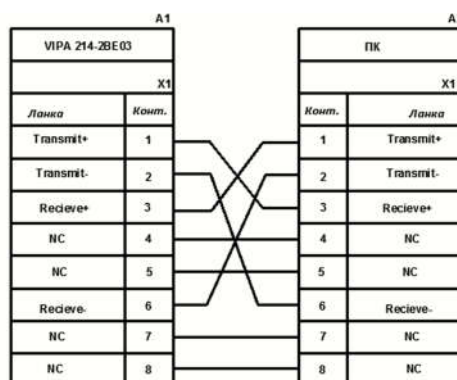 A1
VIPA 214-2BE03
X1
Ланка Конт.
Transmit+ 1
Transmit- 2
Recieve+ 3
NC 4
NC 5
Recieve- 6
NC 7
NC 8
A
ПК
X1
Конт. Ланка
1 Transmit+
2 Transmit-
3 Recieve+
4 NC
5 NC
6 Recieve-
7 NC
8 NC